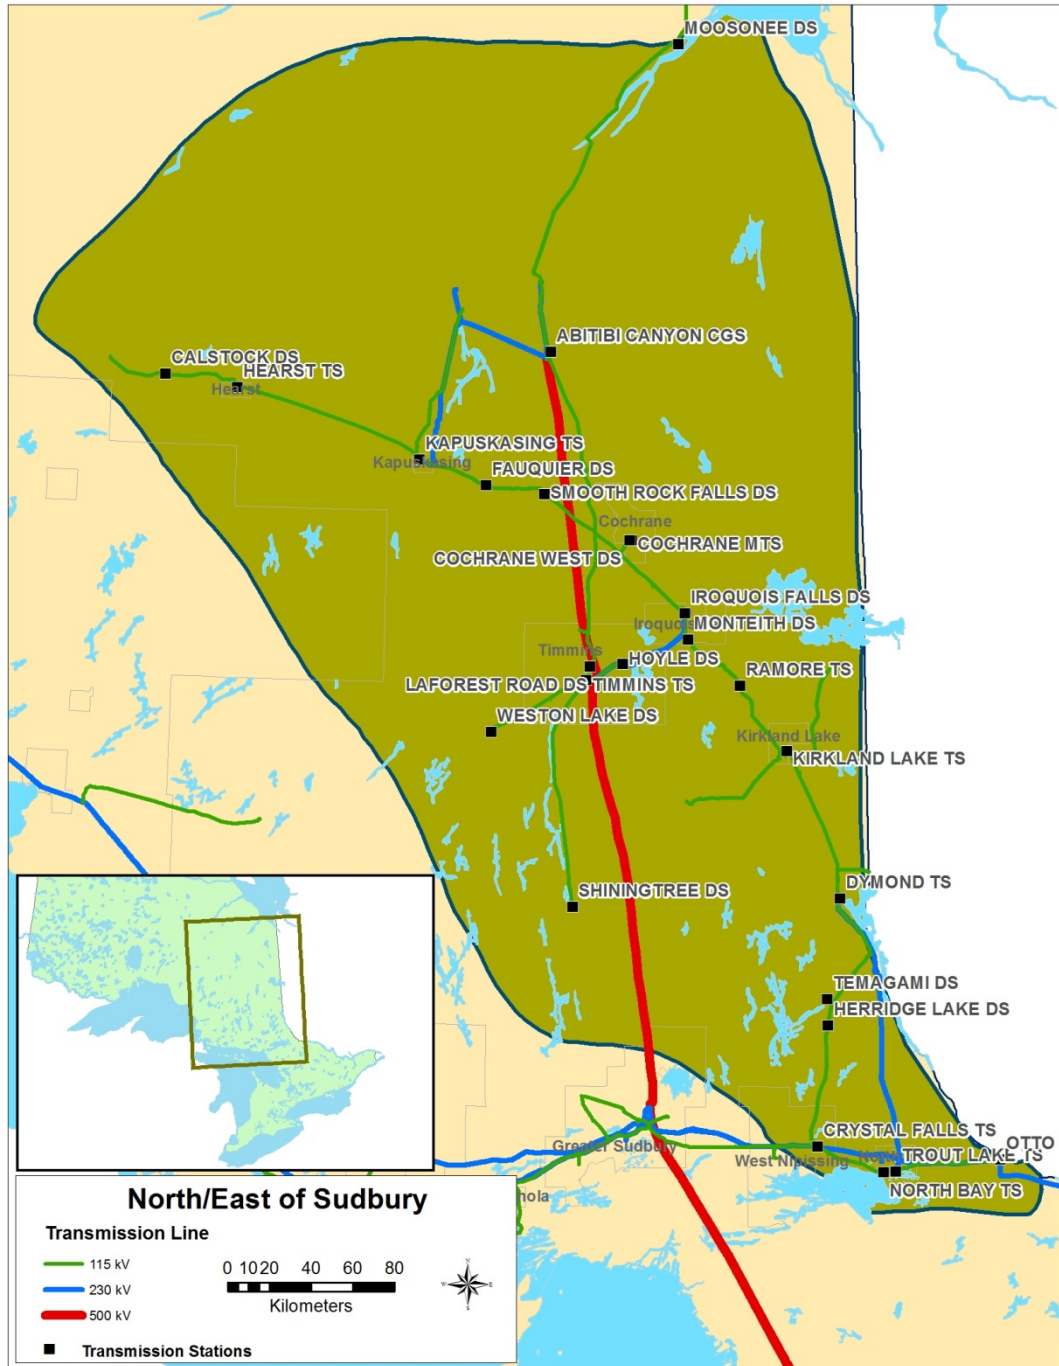 MOOSONEE DS
ABITIBI CANYON CGS
CALSTOCK DS
HEARST TS
Hearst
KAPUSKASING TS
Kapuskasing
FAUQUIER DS
SMOOTH ROCK FALLS DS
Cochrane
COCHRANE MTS
COCHRANE WEST DS
IROQUOIS FALLS DS
Iroquois
MONTEITH DS
Timmins
HOYLE DS
RAMORE TS
LAFOREST ROAD DS TIMMINS TS
WESTON LAKE DS
Kirkland Lake
KIRKLAND LAKE TS
SHININGTREE DS
DYMOND TS
TEMAGAMI DS
HERRIDGE LAKE DS
CRYSTAL FALLS TS
OTTO
Greater Sudbury
West Nipissing
North
TROUT LAKE TS
NORTH BAY TS
nola
North/East of Sudbury
Transmission Line
115 kV
230 kV
500 kV
0 10 20 40 60 80
Kilometers
N
W E
S
Transmission Stations